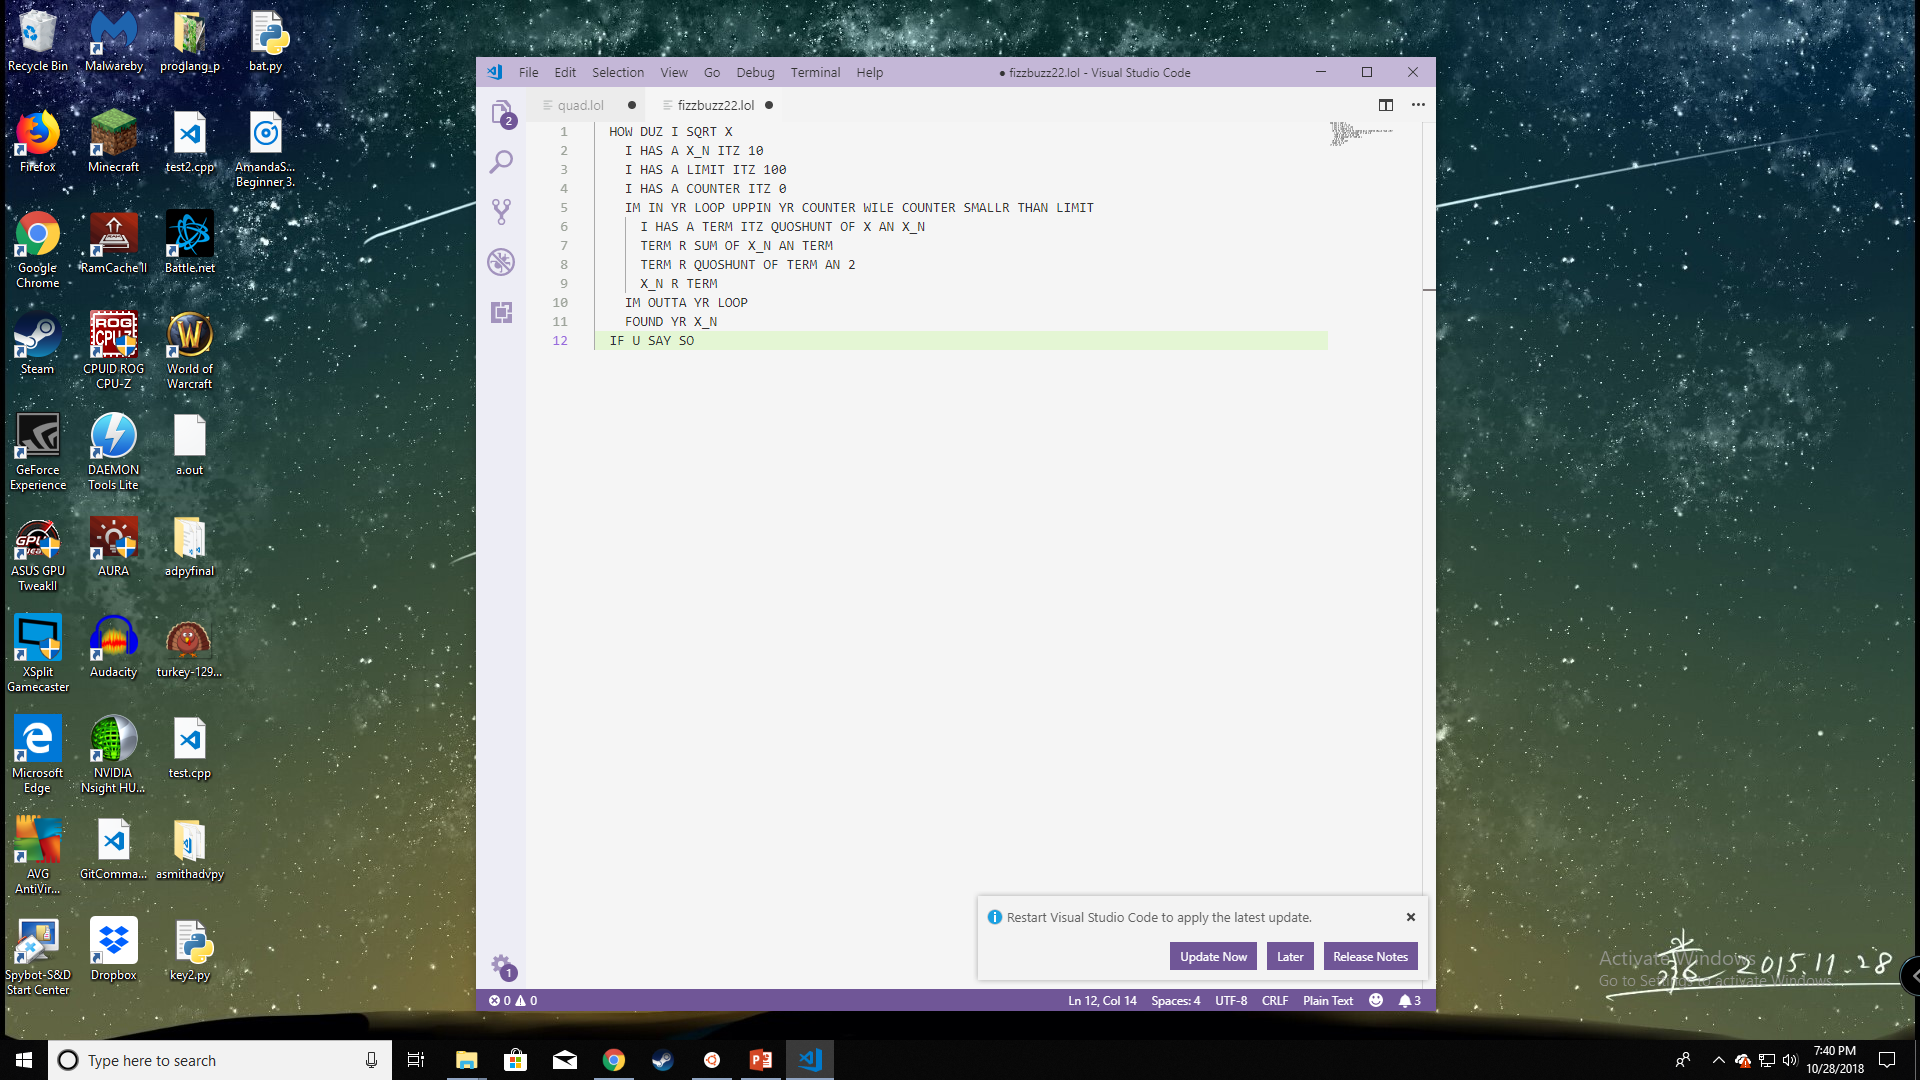 Recycle Bin
Malwareby...
proglang_p
bat.py
Firefox
Minecraft
test2.cpp
AmandaS...
Beginner 3.
Google
Chrome
RamCache II
Battle.net
Steam
CPUID ROG
CPU-Z
World of
Warcraft
GeForce
Experience
DAEMON
Tools Lite
a.out
ASUS GPU
TweakII
AURA
adpyfinal
XSplit
Gamecaster
Audacity
turkey-129...
Microsoft
Edge
NVIDIA
Nsight HU...
test.cpp
AVG
AntiVir...
GitComma...
asmithadvpy
Spybot-S&D
Start Center
Dropbox
key2.py
File Edit Selection View Go Debug Terminal Help
● fizzbuzz22.lol - Visual Studio Code
quad.lol
fizzbuzz22.lol
2
1 HOW DUZ I SQRT X
2 I HAS A X_N ITZ 10
3 I HAS A LIMIT ITZ 100
4 I HAS A COUNTER ITZ 0
5 IM IN YR LOOP UPPIN YR COUNTER WILE COUNTER SMALLR THAN LIMIT
6 I HAS A TERM ITZ QUOSHUNT OF X AN X_N
7 TERM R SUM OF X_N AN TERM
8 TERM R QUOSHUNT OF TERM AN 2
9 X_N R TERM
10 IM OUTTA YR LOOP
11 FOUND YR X_N
12 IF U SAY SO
Restart Visual Studio Code to apply the latest update.
Update Now Later Release Notes
1
0 0
Ln 12, Col 14 Spaces: 4 UTF-8 CRLF Plain Text 3
Activate Windows
Go to Settings to activate Windows.
2015.11.28
Type here to search
7:40 PM
10/28/2018